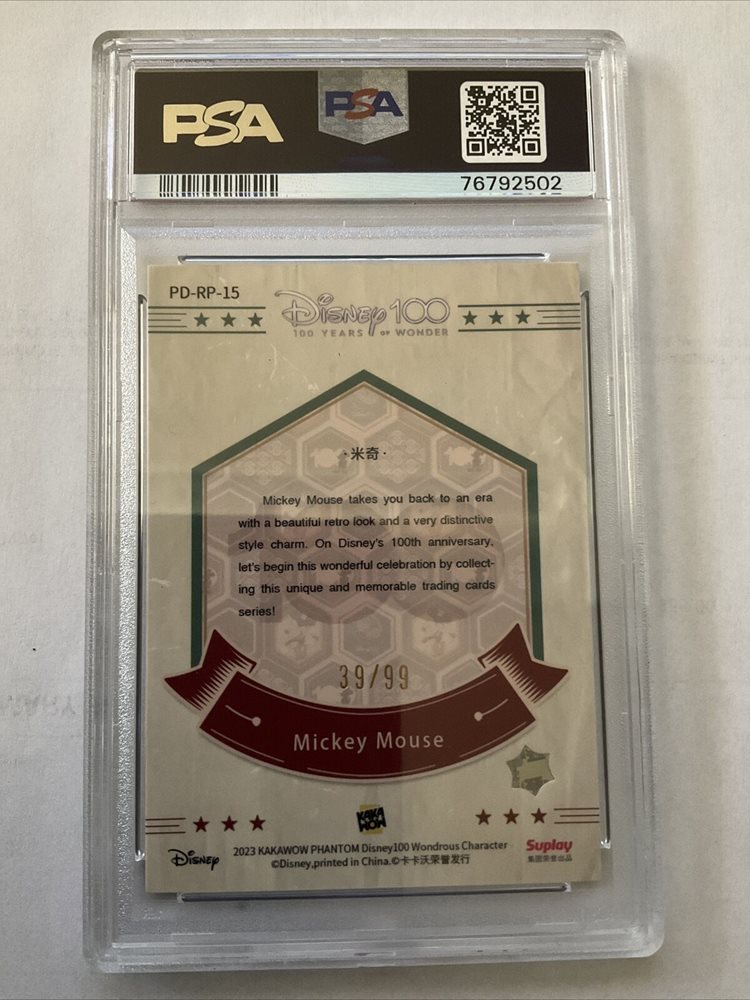 PSA
PSA
76792502
PD-RP-15
Disney 100
100 YEARS OF WONDER
·米奇·
Mickey Mouse takes you back to an era
with a beautiful retro look and a very distinctive
style charm. On Disney's 100th anniversary,
let's begin this wonderful celebration by collect-
ing this unique and memorable trading cards
series!
39/99
Mickey Mouse
KAKA
WOW
Disney
2023 KAKAWOW PHANTOM Disney100 Wondrous Character
©Disney,printed in China.©卡卡沃荣誉发行
Suplay
集团荣誉出品